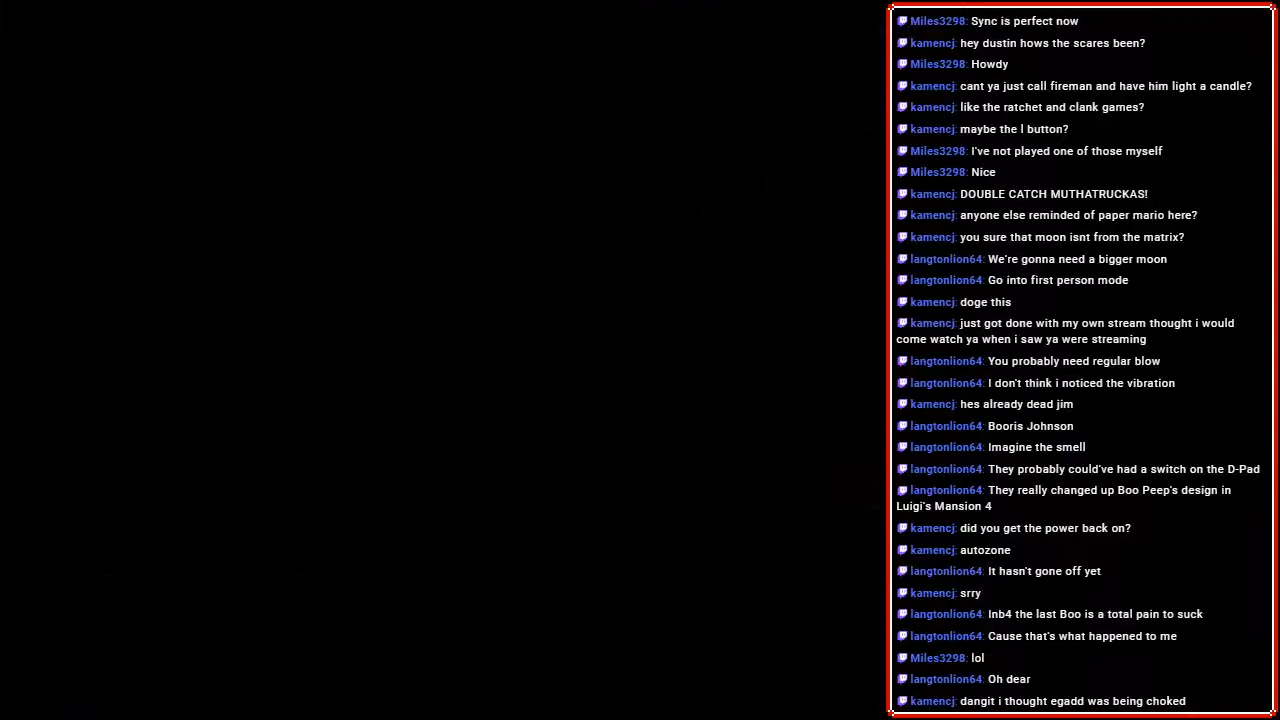 Miles3298: Sync is perfect now
kamencj: hey dustin hows the scares been?
Miles3298: Howdy
kamencj: cant ya just call fireman and have him light a candle?
kamencj: like the ratchet and clank games?
kamencj: maybe the l button?
Miles3298: I've not played one of those myself
Miles3298: Nice
kamencj: DOUBLE CATCH MUTHATRUCKAS!
kamencj: anyone else reminded of paper mario here?
kamencj: you sure that moon isnt from the matrix?
langtonlion64: We're gonna need a bigger moon
langtonlion64: Go into first person mode
kamencj: doge this
kamencj: just got done with my own stream thought i would
come watch ya when i saw ya were streaming
langtonlion64: You probably need regular blow
langtonlion64: I don't think i noticed the vibration
kamencj: hes already dead jim
langtonlion64: Booris Johnson
langtonlion64: Imagine the smell
langtonlion64: They probably could've had a switch on the D-Pad
langtonlion64: They really changed up Boo Peep's design in
Luigi's Mansion 4
kamencj: did you get the power back on?
kamencj: autozone
langtonlion64: It hasn't gone off yet
kamencj: srry
langtonlion64: Inb4 the last Boo is a total pain to suck
langtonlion64: Cause that's what happened to me
Miles3298: lol
langtonlion64: Oh dear
kamencj: dangit i thought egadd was being choked